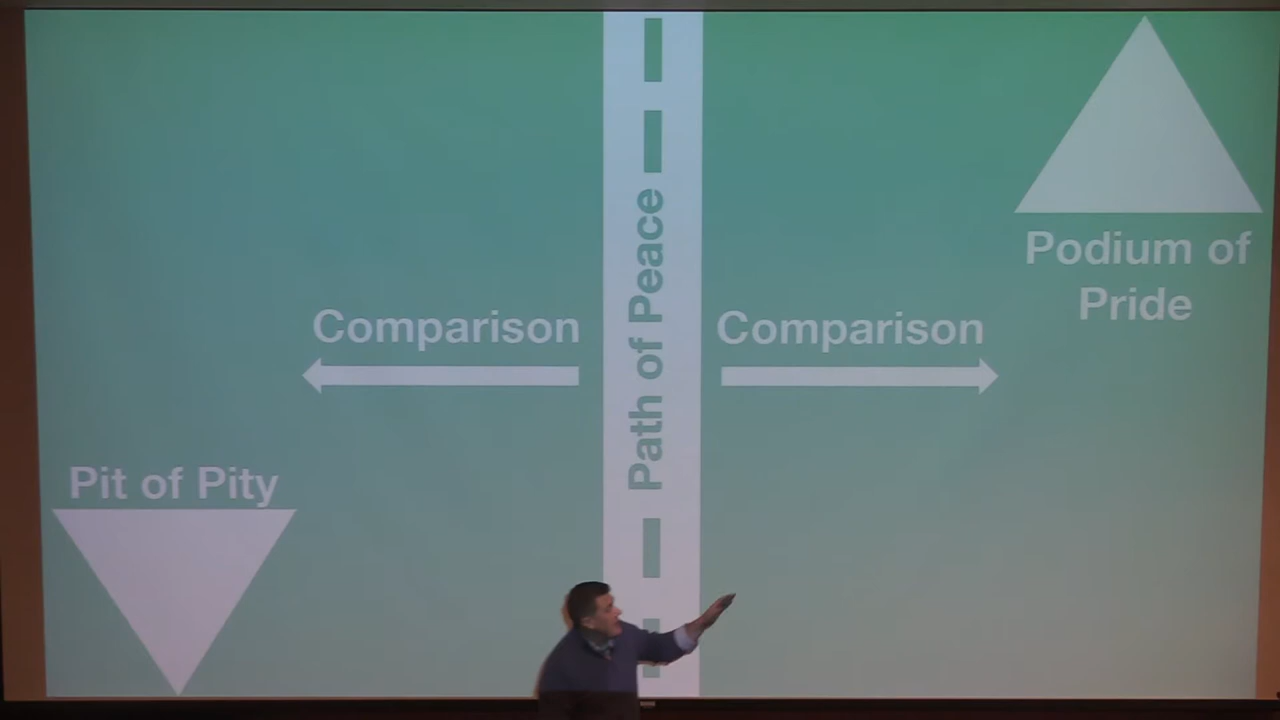 Pit of Pity
Comparison
Path of Peace
Comparison
Podium of
Pride